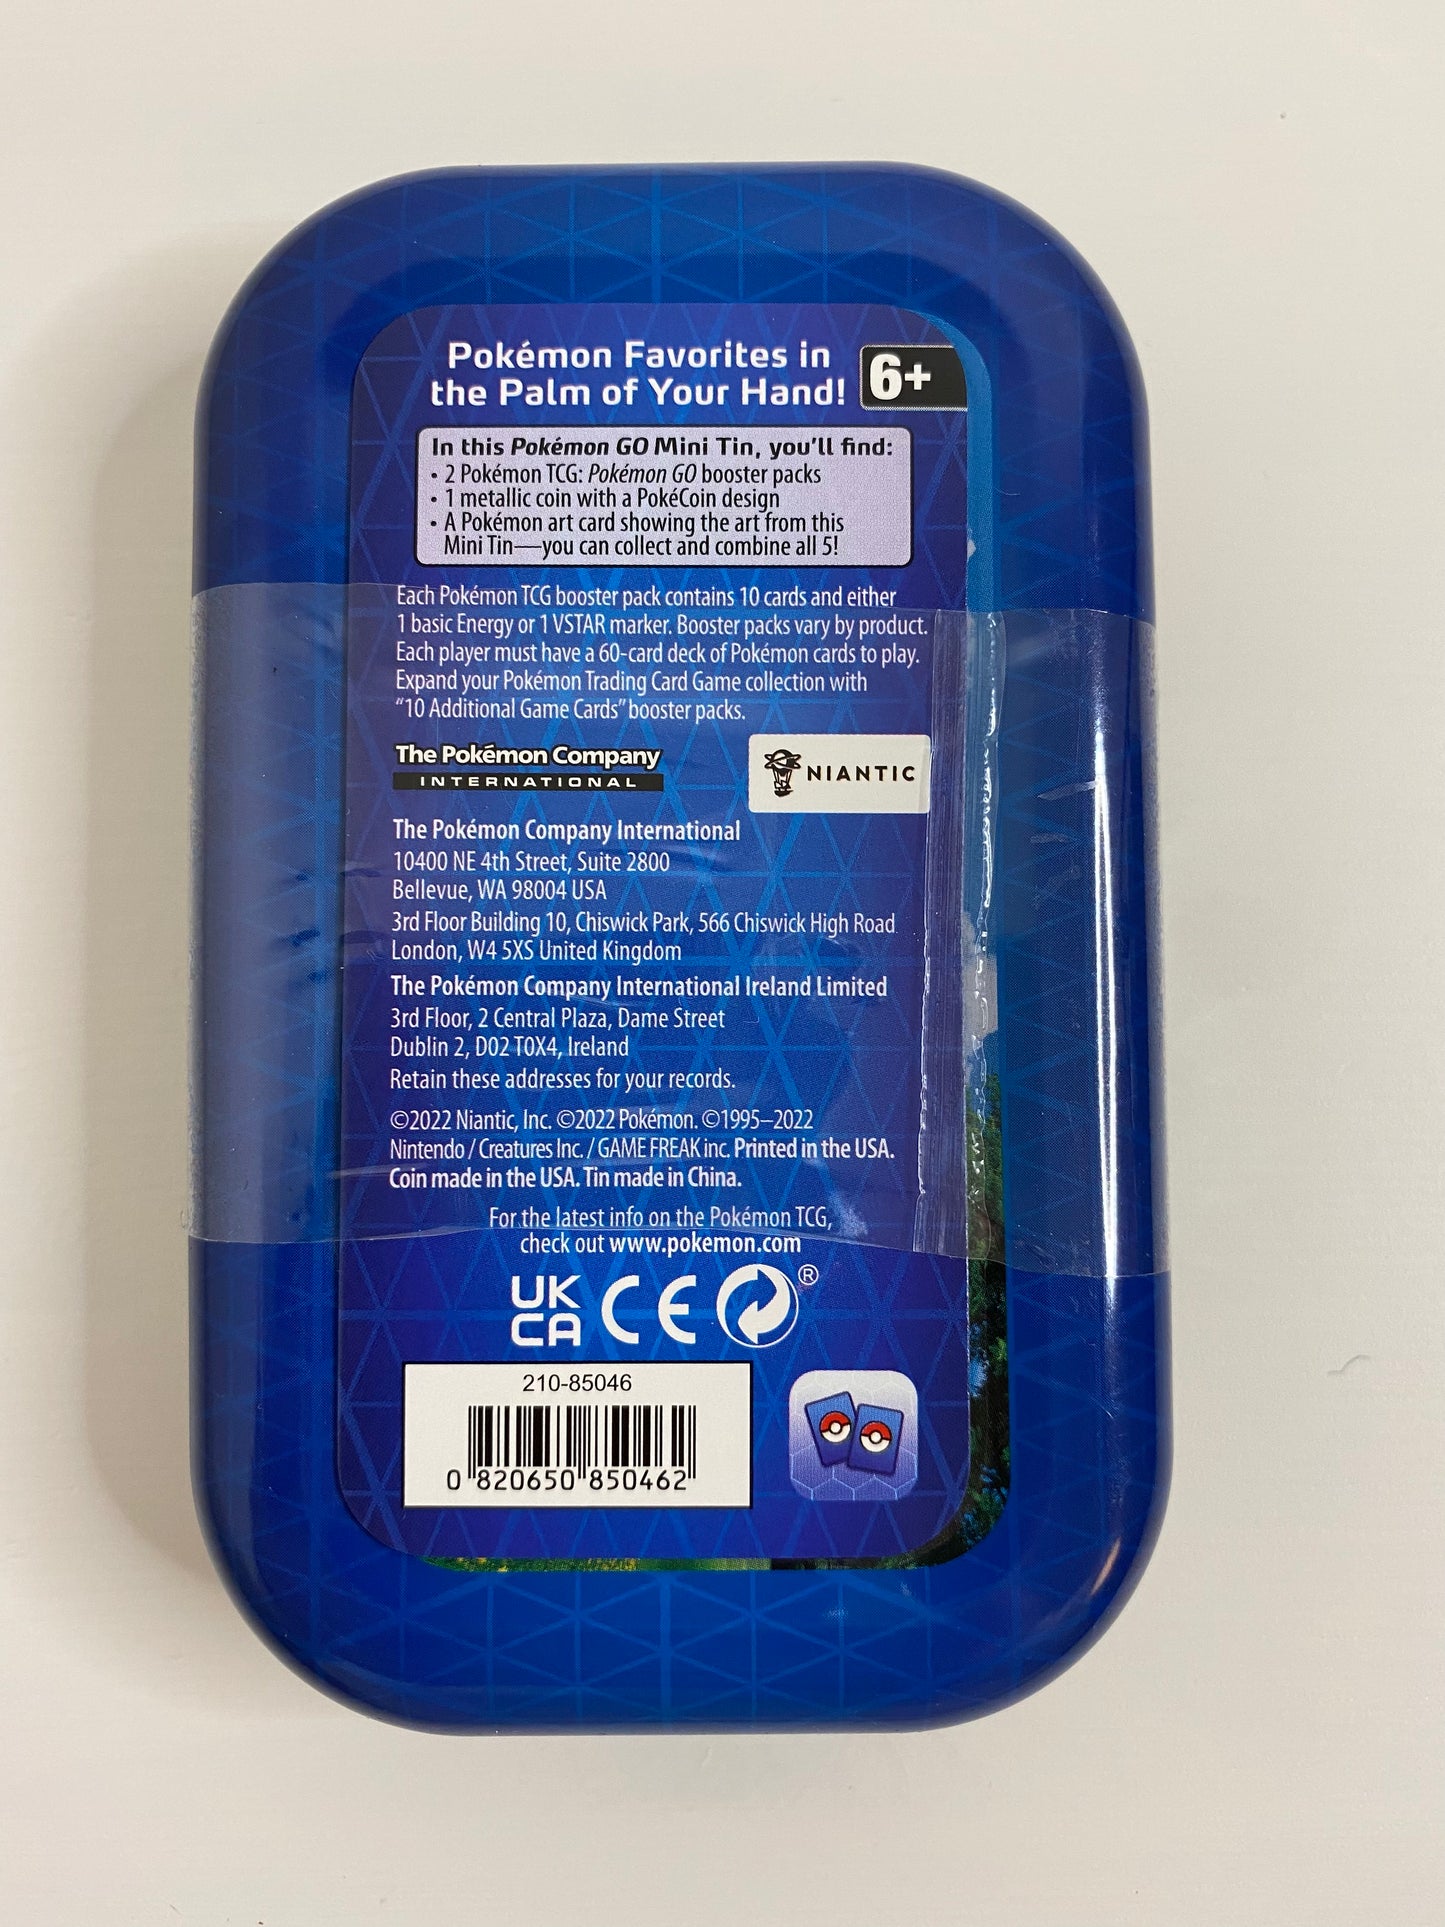 Pokémon Favorites in
the Palm of Your Hand!
6+
In this Pokémon GO Mini Tin, you'll find:
• 2 Pokémon TCG: Pokémon GO booster packs
• 1 metallic coin with a PokéCoin design
• A Pokémon art card showing the art from this
Mini Tin—you can collect and combine all 5!
Each Pokémon TCG booster pack contains 10 cards and either
1 basic Energy or 1 VSTAR marker. Booster packs vary by product.
Each player must have a 60-card deck of Pokémon cards to play.
Expand your Pokémon Trading Card Game collection with
“10 Additional Game Cards” booster packs.
The Pokémon Company
INTERNATIONAL
NIANTIC
The Pokémon Company International
10400 NE 4th Street, Suite 2800
Bellevue, WA 98004 USA
3rd Floor Building 10, Chiswick Park, 566 Chiswick High Road
London, W4 5XS United Kingdom
The Pokémon Company International Ireland Limited
3rd Floor, 2 Central Plaza, Dame Street
Dublin 2, D02 T0X4, Ireland
Retain these addresses for your records.
©2022 Niantic, Inc. ©2022 Pokémon. ©1995–2022
Nintendo / Creatures Inc. / GAME FREAK inc. Printed in the USA.
Coin made in the USA. Tin made in China.
For the latest info on the Pokémon TCG,
check out www.pokemon.com
UK
CA
CE
®
210-85046
0 820650 850462